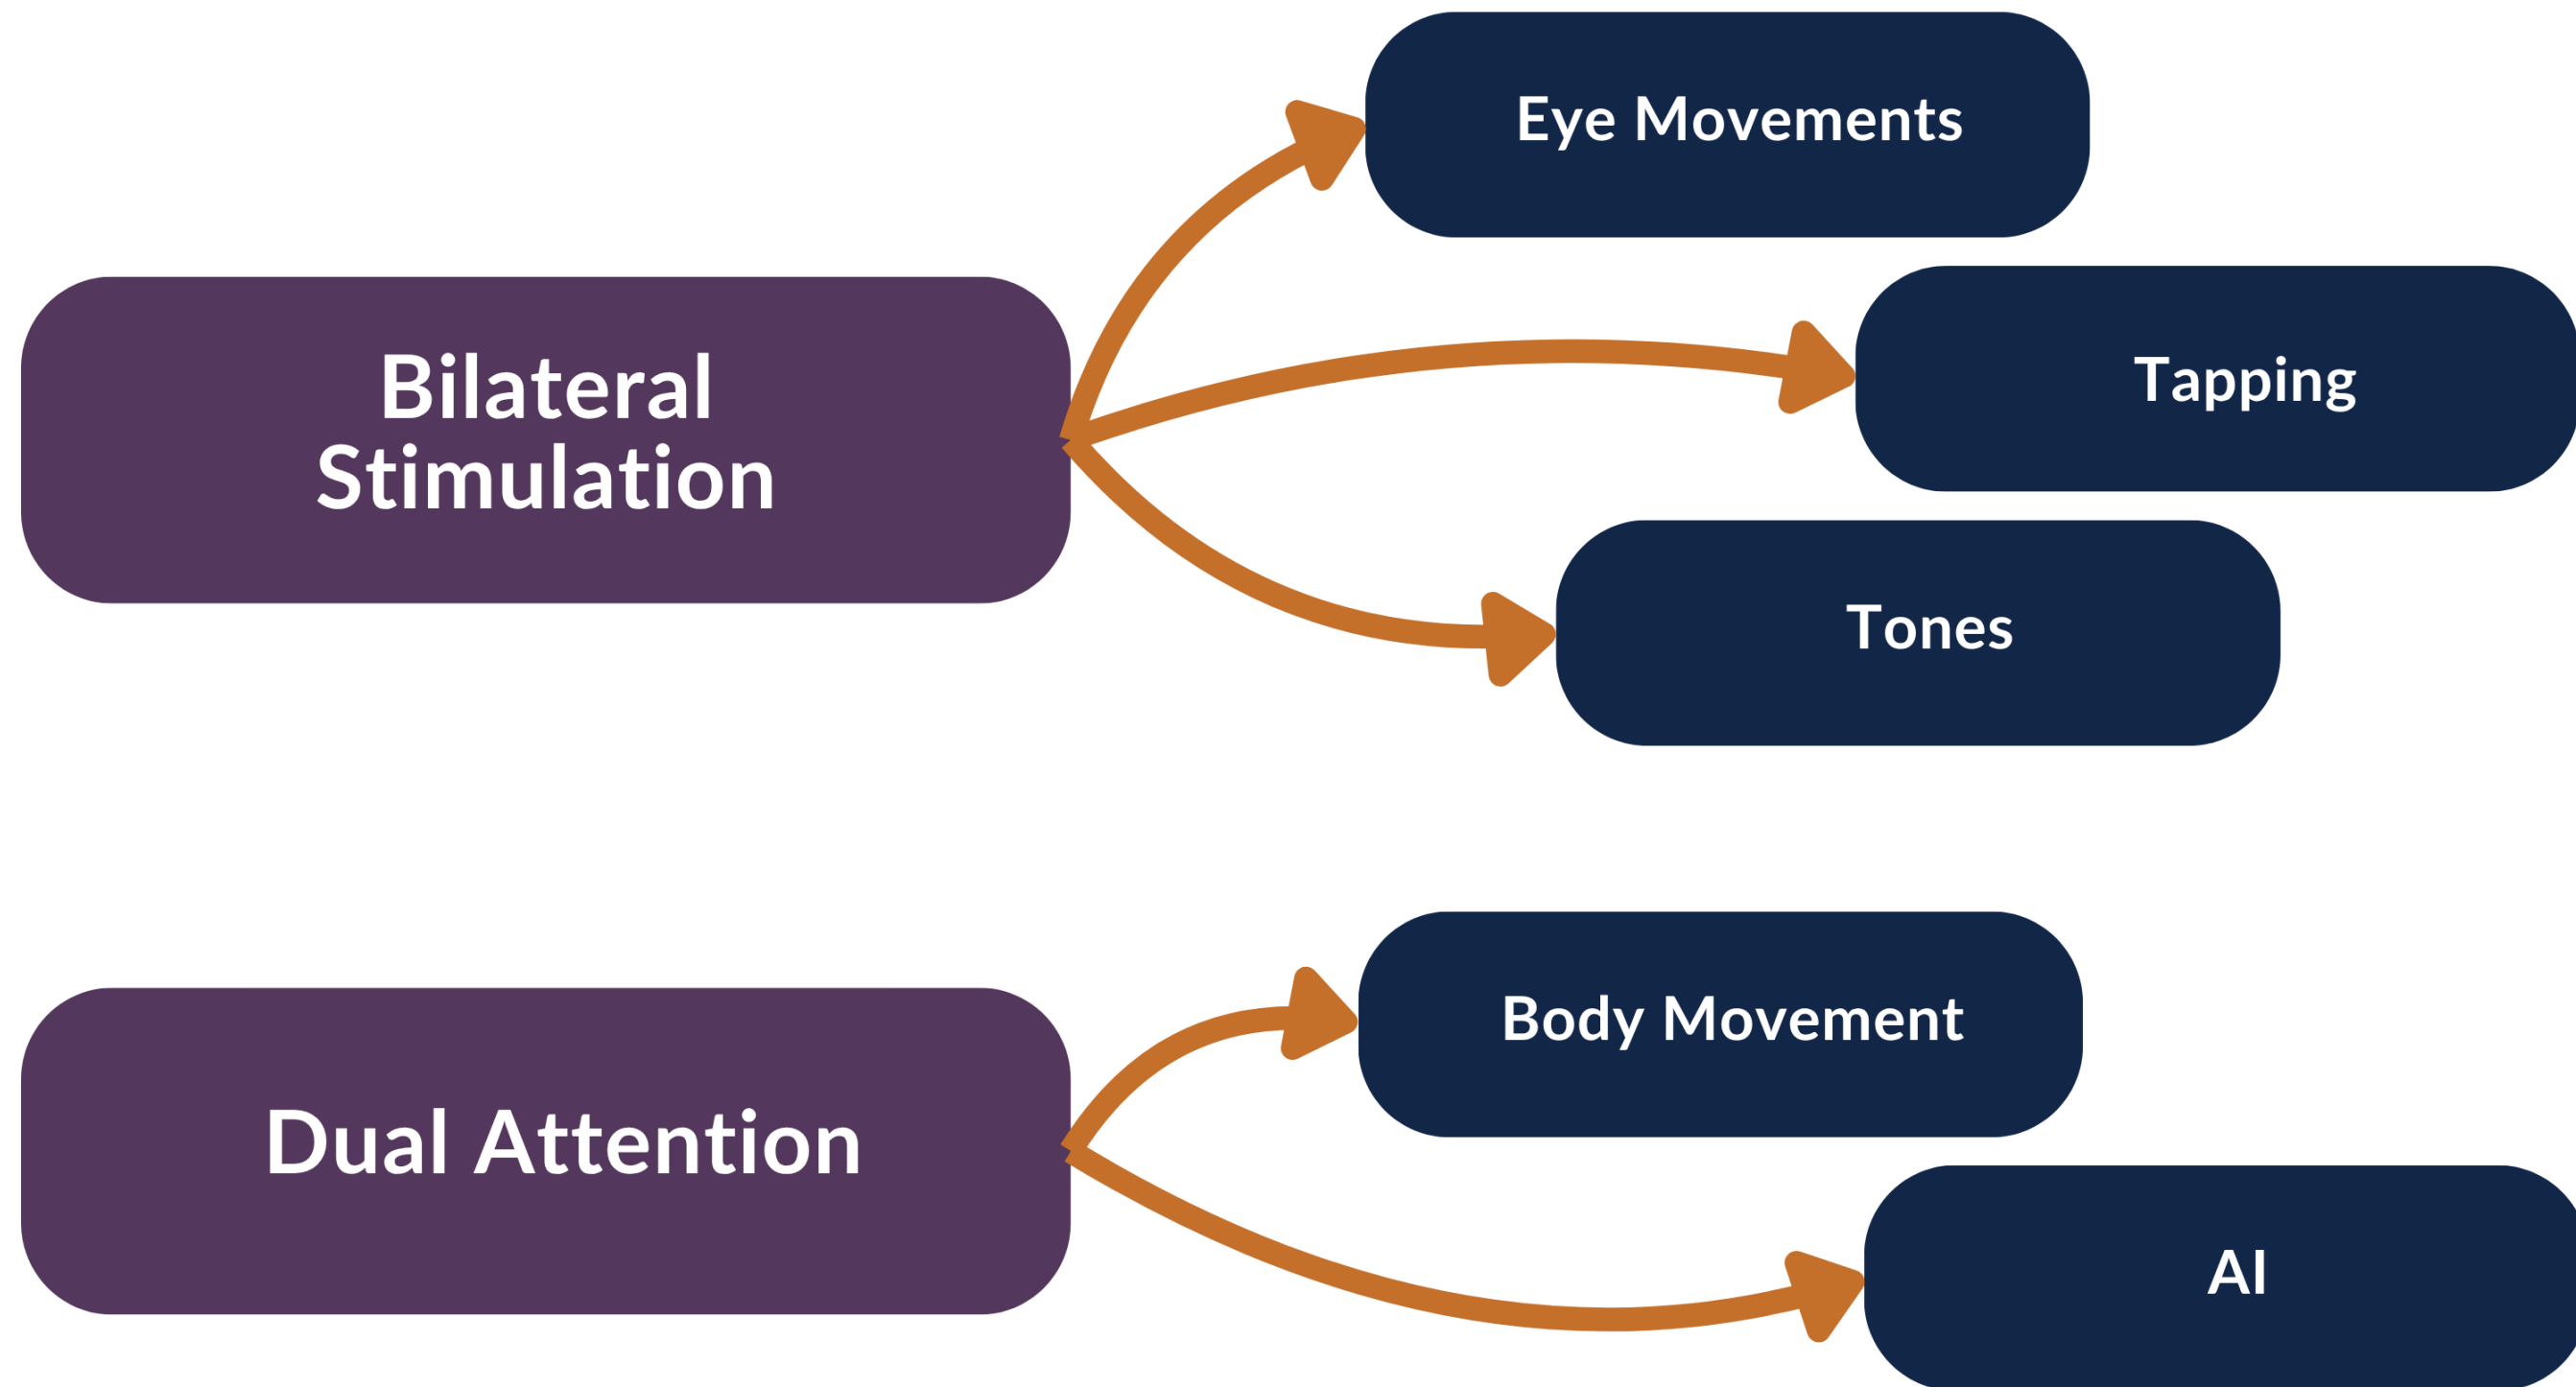 Eye Movements
Bilateral
Stimulation
Tapping
Tones
Body Movement
Dual Attention
AI